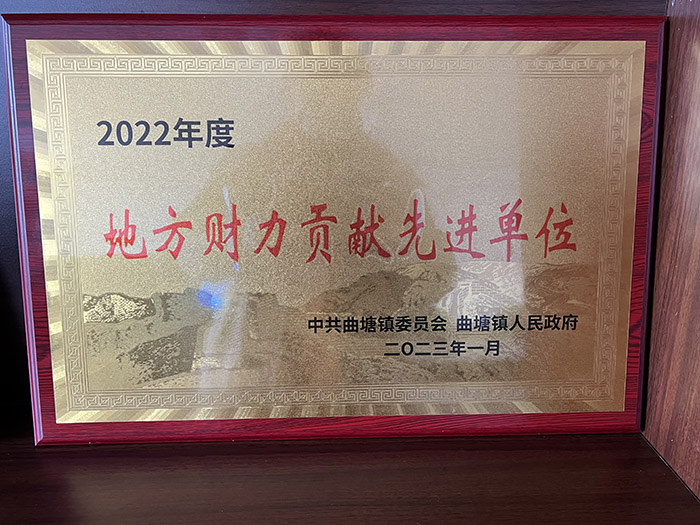 2022年度
地方财力贡献先进单位
中共曲塘镇委员会 曲塘镇人民政府
二〇二三年一月